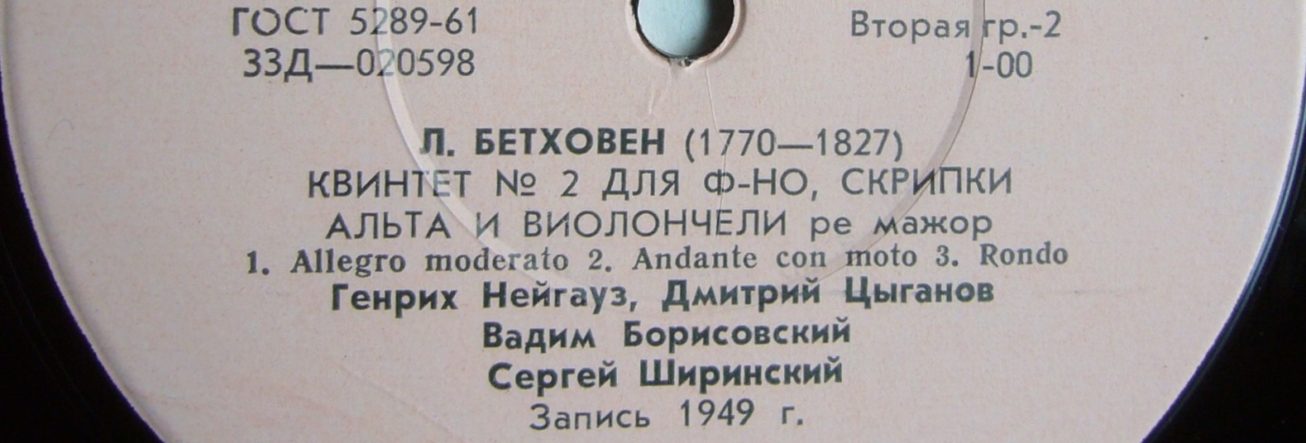 ГОСТ 5289-61
Вторая гр.-2
33Д—020598
1-00
Л. БЕТХОВЕН (1770—1827)
КВИНТЕТ № 2 ДЛЯ Ф-НО, СКРИПКИ
АЛЬТА И ВИОЛОНЧЕЛИ ре мажор
1. Allegro moderato 2. Andante con moto 3. Rondo
Генрих Нейгауз, Дмитрий Цыганов
Вадим Борисовский
Сергей Ширинский
Запись 1949 г.